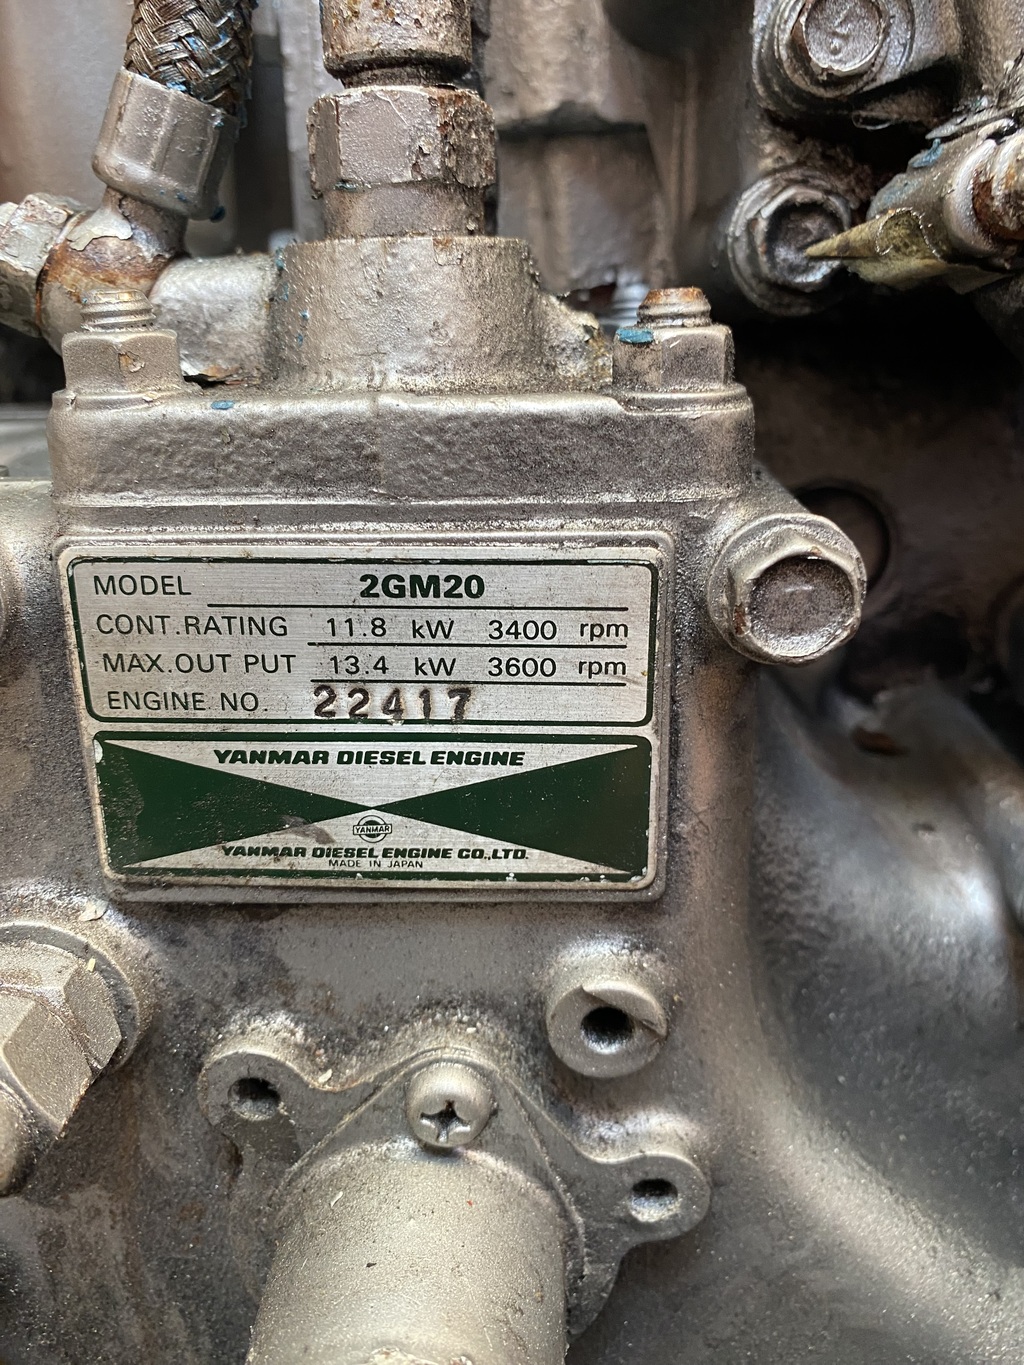 MODEL 2GM20
CONT.RATING 11.8 kW 3400 rpm
MAX.OUT PUT 13.4 kW 3600 rpm
ENGINE NO. 22417
YANMAR DIESEL ENGINE
YANMAR
YANMAR DIESEL ENGINE CO.,LTD.
MADE IN JAPAN